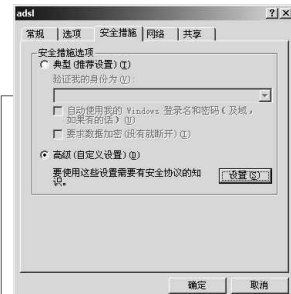 adsl
常规 选项 安全措施 网络 共享
安全措施选项
典型(推荐设置)(T)
验证我的身份为(V):
自动使用我的 Windows 登录名和密码(及域,
如果有的话)(U)
要求数据加密(没有就断开)(I)
高级(自定义设置)(D)
要使用这些设置需要有安全协议的知
识。
设置(S)
确定 取消